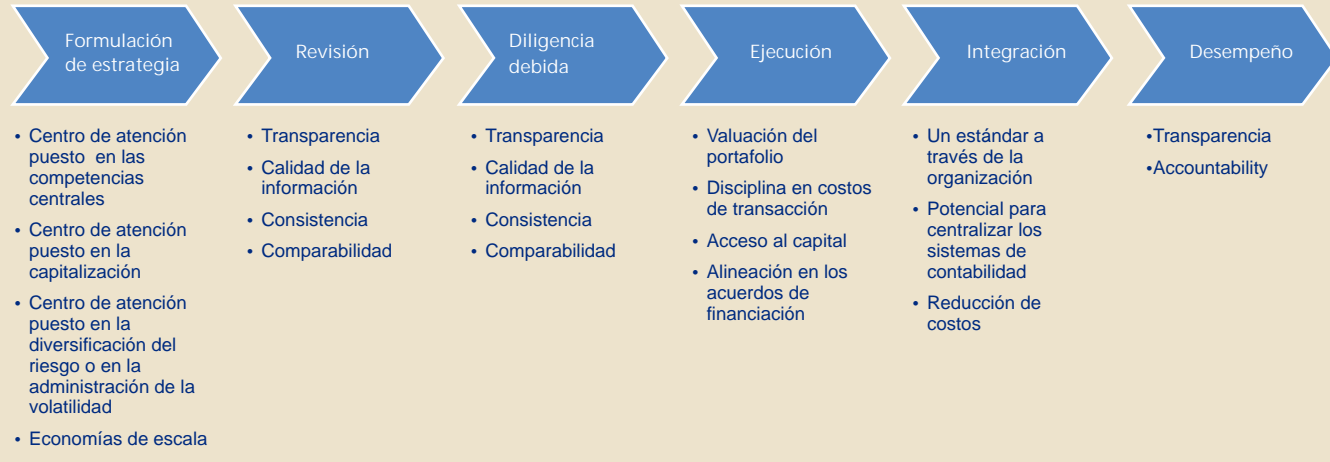 Formulación
de estrategia
Revisión
Diligencia
debida
Ejecución
Integración
Desempeño
• Centro de atención
puesto en las
competencias
centrales
• Centro de atención
puesto en la
capitalización
• Centro de atención
puesto en la
diversificación del
riesgo o en la
administración de la
volatilidad
• Economías de escala
• Transparencia
• Calidad de la
información
• Consistencia
• Comparabilidad
• Transparencia
• Calidad de la
información
• Consistencia
• Comparabilidad
• Valuación del
portafolio
• Disciplina en costos
de transacción
• Acceso al capital
• Alineación en los
acuerdos de
financiación
• Un estándar a
través de la
organización
• Potencial para
centralizar los
sistemas de
contabilidad
• Reducción de
costos
•Transparencia
•Accountability